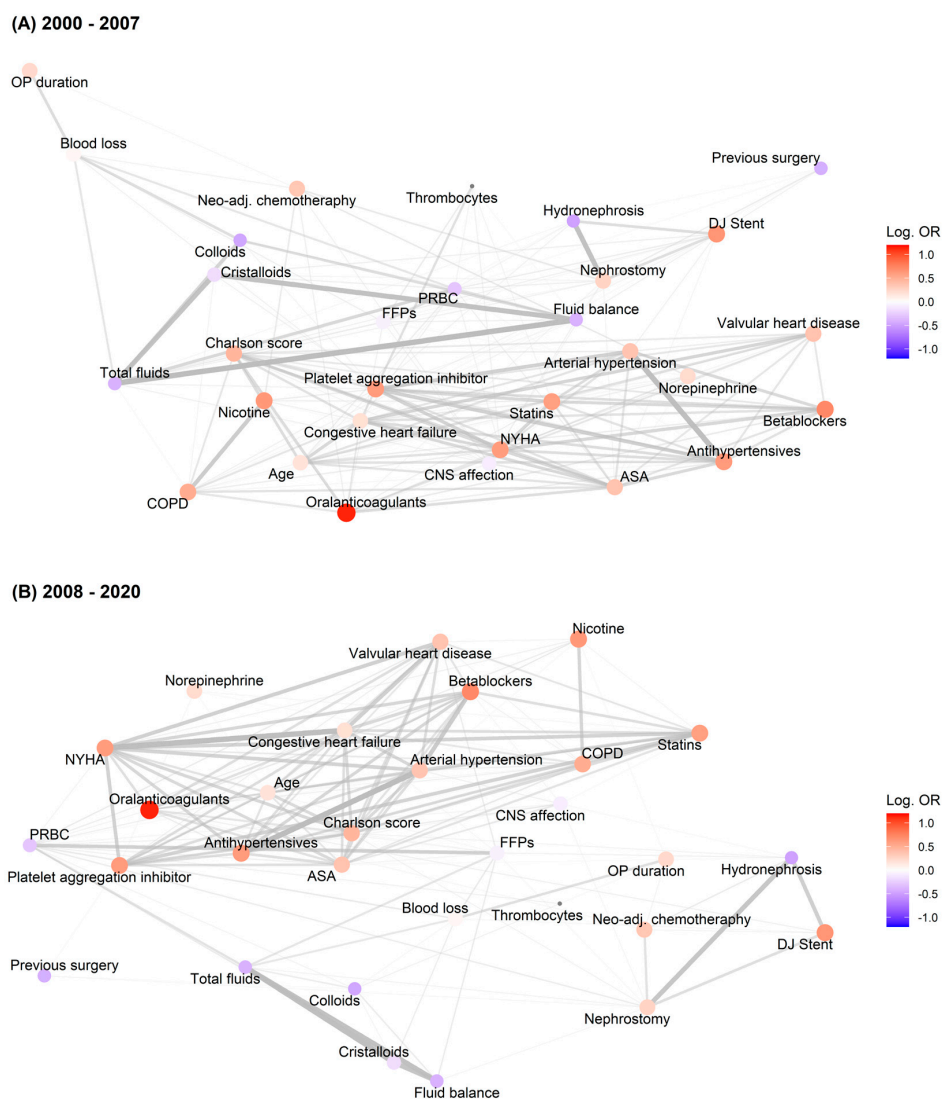 (A) 2000 - 2007
OP duration
Blood loss
Previous surgery
Neo-adj. chemotheraphy
Thrombocytes
Hydronephrosis
DJ Stent
Log. OR
Colloids
1.0
Cristalloids
Nephrostomy
0.5
PRBC
0.0
FFPs
Fluid balance
-0.5
Valvular heart disease
-1.0
Charlson score
Arterial hypertension
Total fluids
Platelet aggregation inhibitor
Norepinephrine
Nicotine
Statins
Betablockers
Congestive heart failure
NYHA
Antihypertensives
Age
CNS affection
ASA
COPD
Oralanticoagulants
(B) 2008 - 2020
Nicotine
Valvular heart disease
Norepinephrine
Betablockers
Congestive heart failure
Statins
NYHA
Arterial hypertension
COPD
Age
Oralanticoagulants
Log. OR
CNS affection
Charlson score
1.0
PRBC
Antihypertensives
FFPs
0.5
Platelet aggregation inhibitor
ASA
OP duration
Hydronephrosis
0.0
-0.5
Blood loss
Thrombocytes
Neo-adj. chemotheraphy
-1.0
DJ Stent
Previous surgery
Total fluids
Colloids
Nephrostomy
Cristalloids
Fluid balance